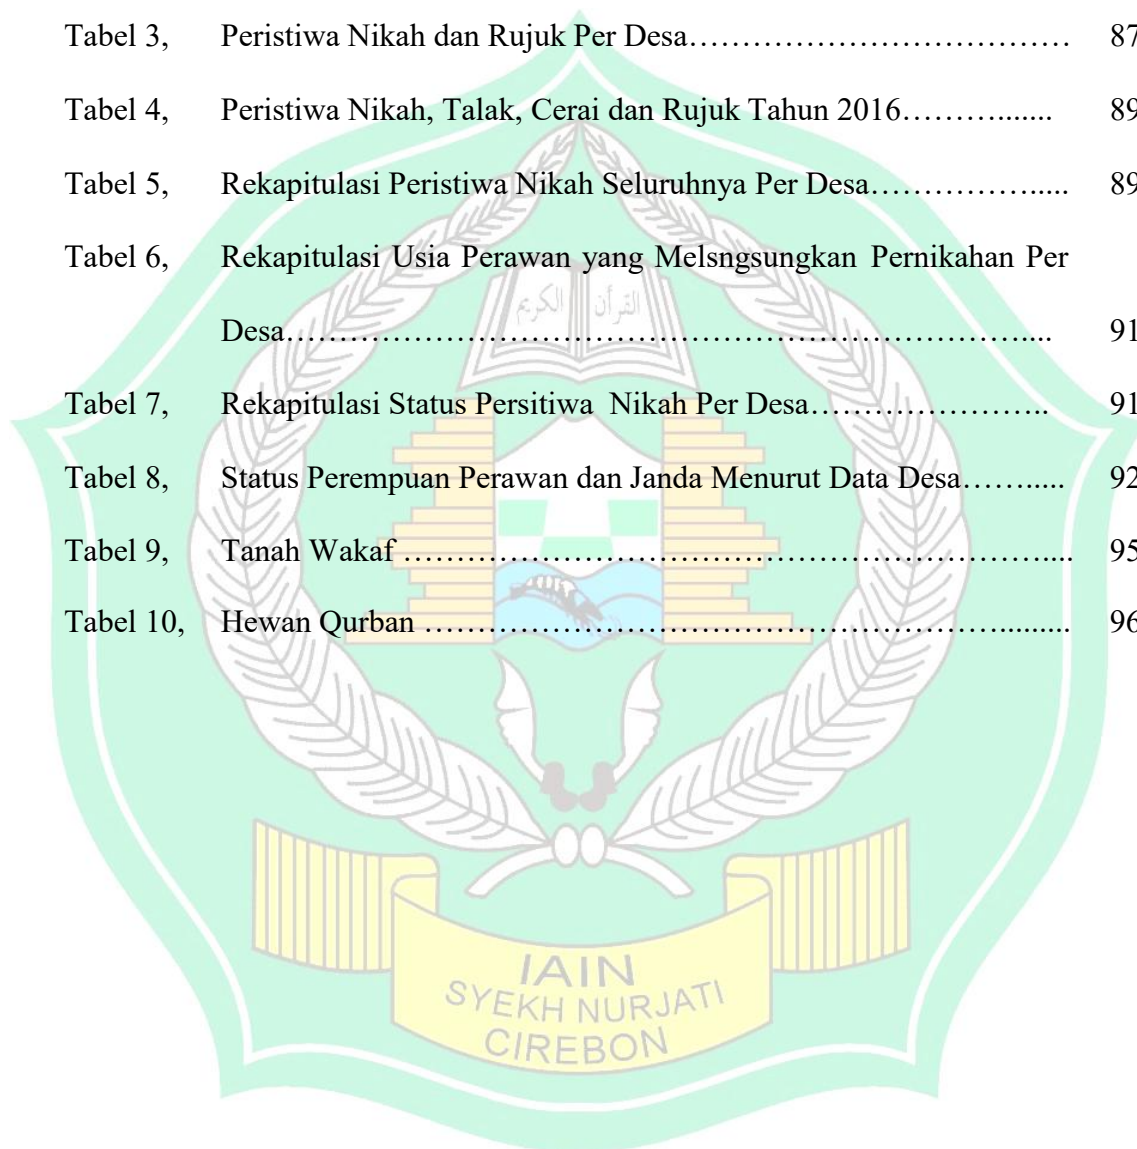 Tabel 3, Peristiwa Nikah dan Rujuk Per Desa……………………………… 87
Tabel 4, Peristiwa Nikah, Talak, Cerai dan Rujuk Tahun 2016………....... 89
Tabel 5, Rekapitulasi Peristiwa Nikah Seluruhnya Per Desa……………..... 89
Tabel 6, Rekapitulasi Usia Perawan yang Melsngsungkan Pernikahan Per
Desa…………………………………………………………….... 91
Tabel 7, Rekapitulasi Status Persitiwa Nikah Per Desa………………….. 91
Tabel 8, Status Perempuan Perawan dan Janda Menurut Data Desa……..... 92
Tabel 9, Tanah Wakaf …………………………………………………….... 95
Tabel 10, Hewan Qurban ………………………………………………......... 96
القرآن الكريم
IAIN
SYEKH NURJATI
CIREBON